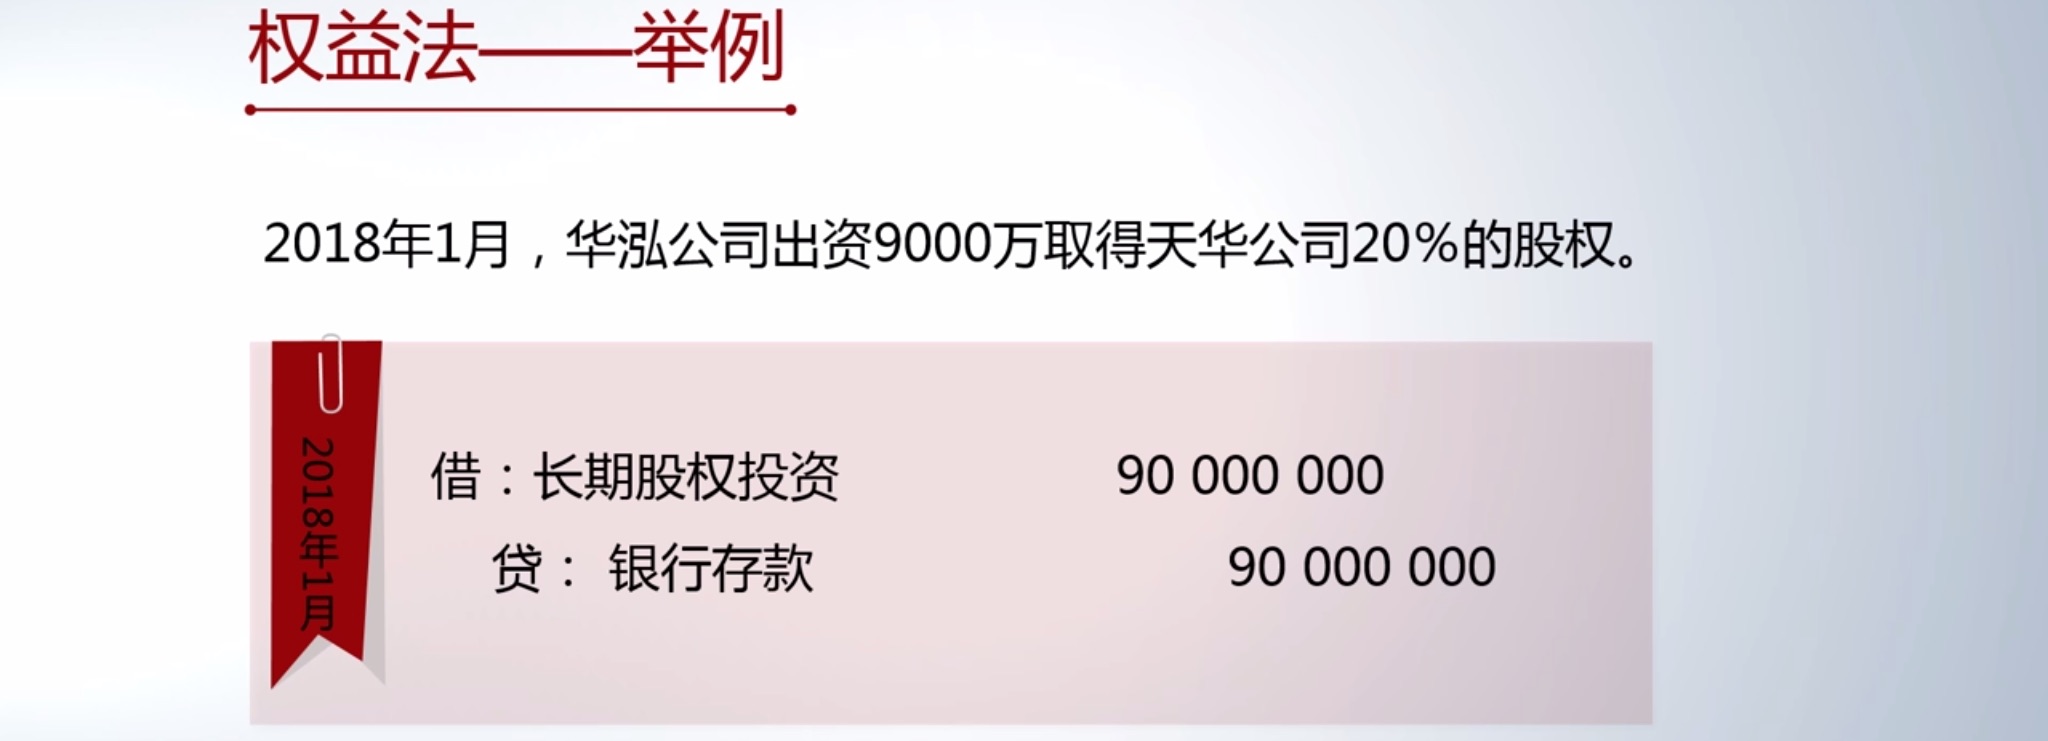 权益法——举例
2018年1月，华泓公司出资9000万取得天华公司20%的股权。
2018年1月
借：长期股权投资 90 000 000
贷： 银行存款 90 000 000